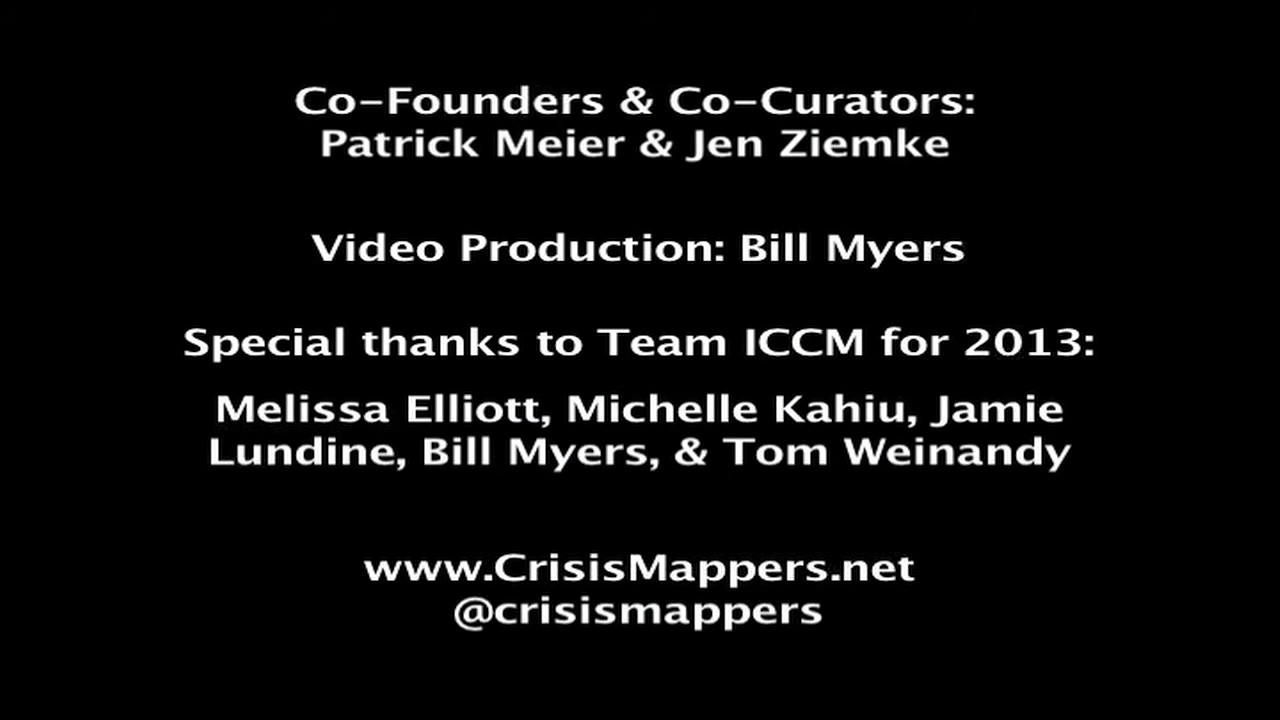 Co-Founders & Co-Curators:
Patrick Meier & Jen Ziemke
Video Production: Bill Myers
Special thanks to Team ICCM for 2013:
Melissa Elliott, Michelle Kahiu, Jamie
Lundine, Bill Myers, & Tom Weinandy
www.CrisisMappers.net
@crisismappers